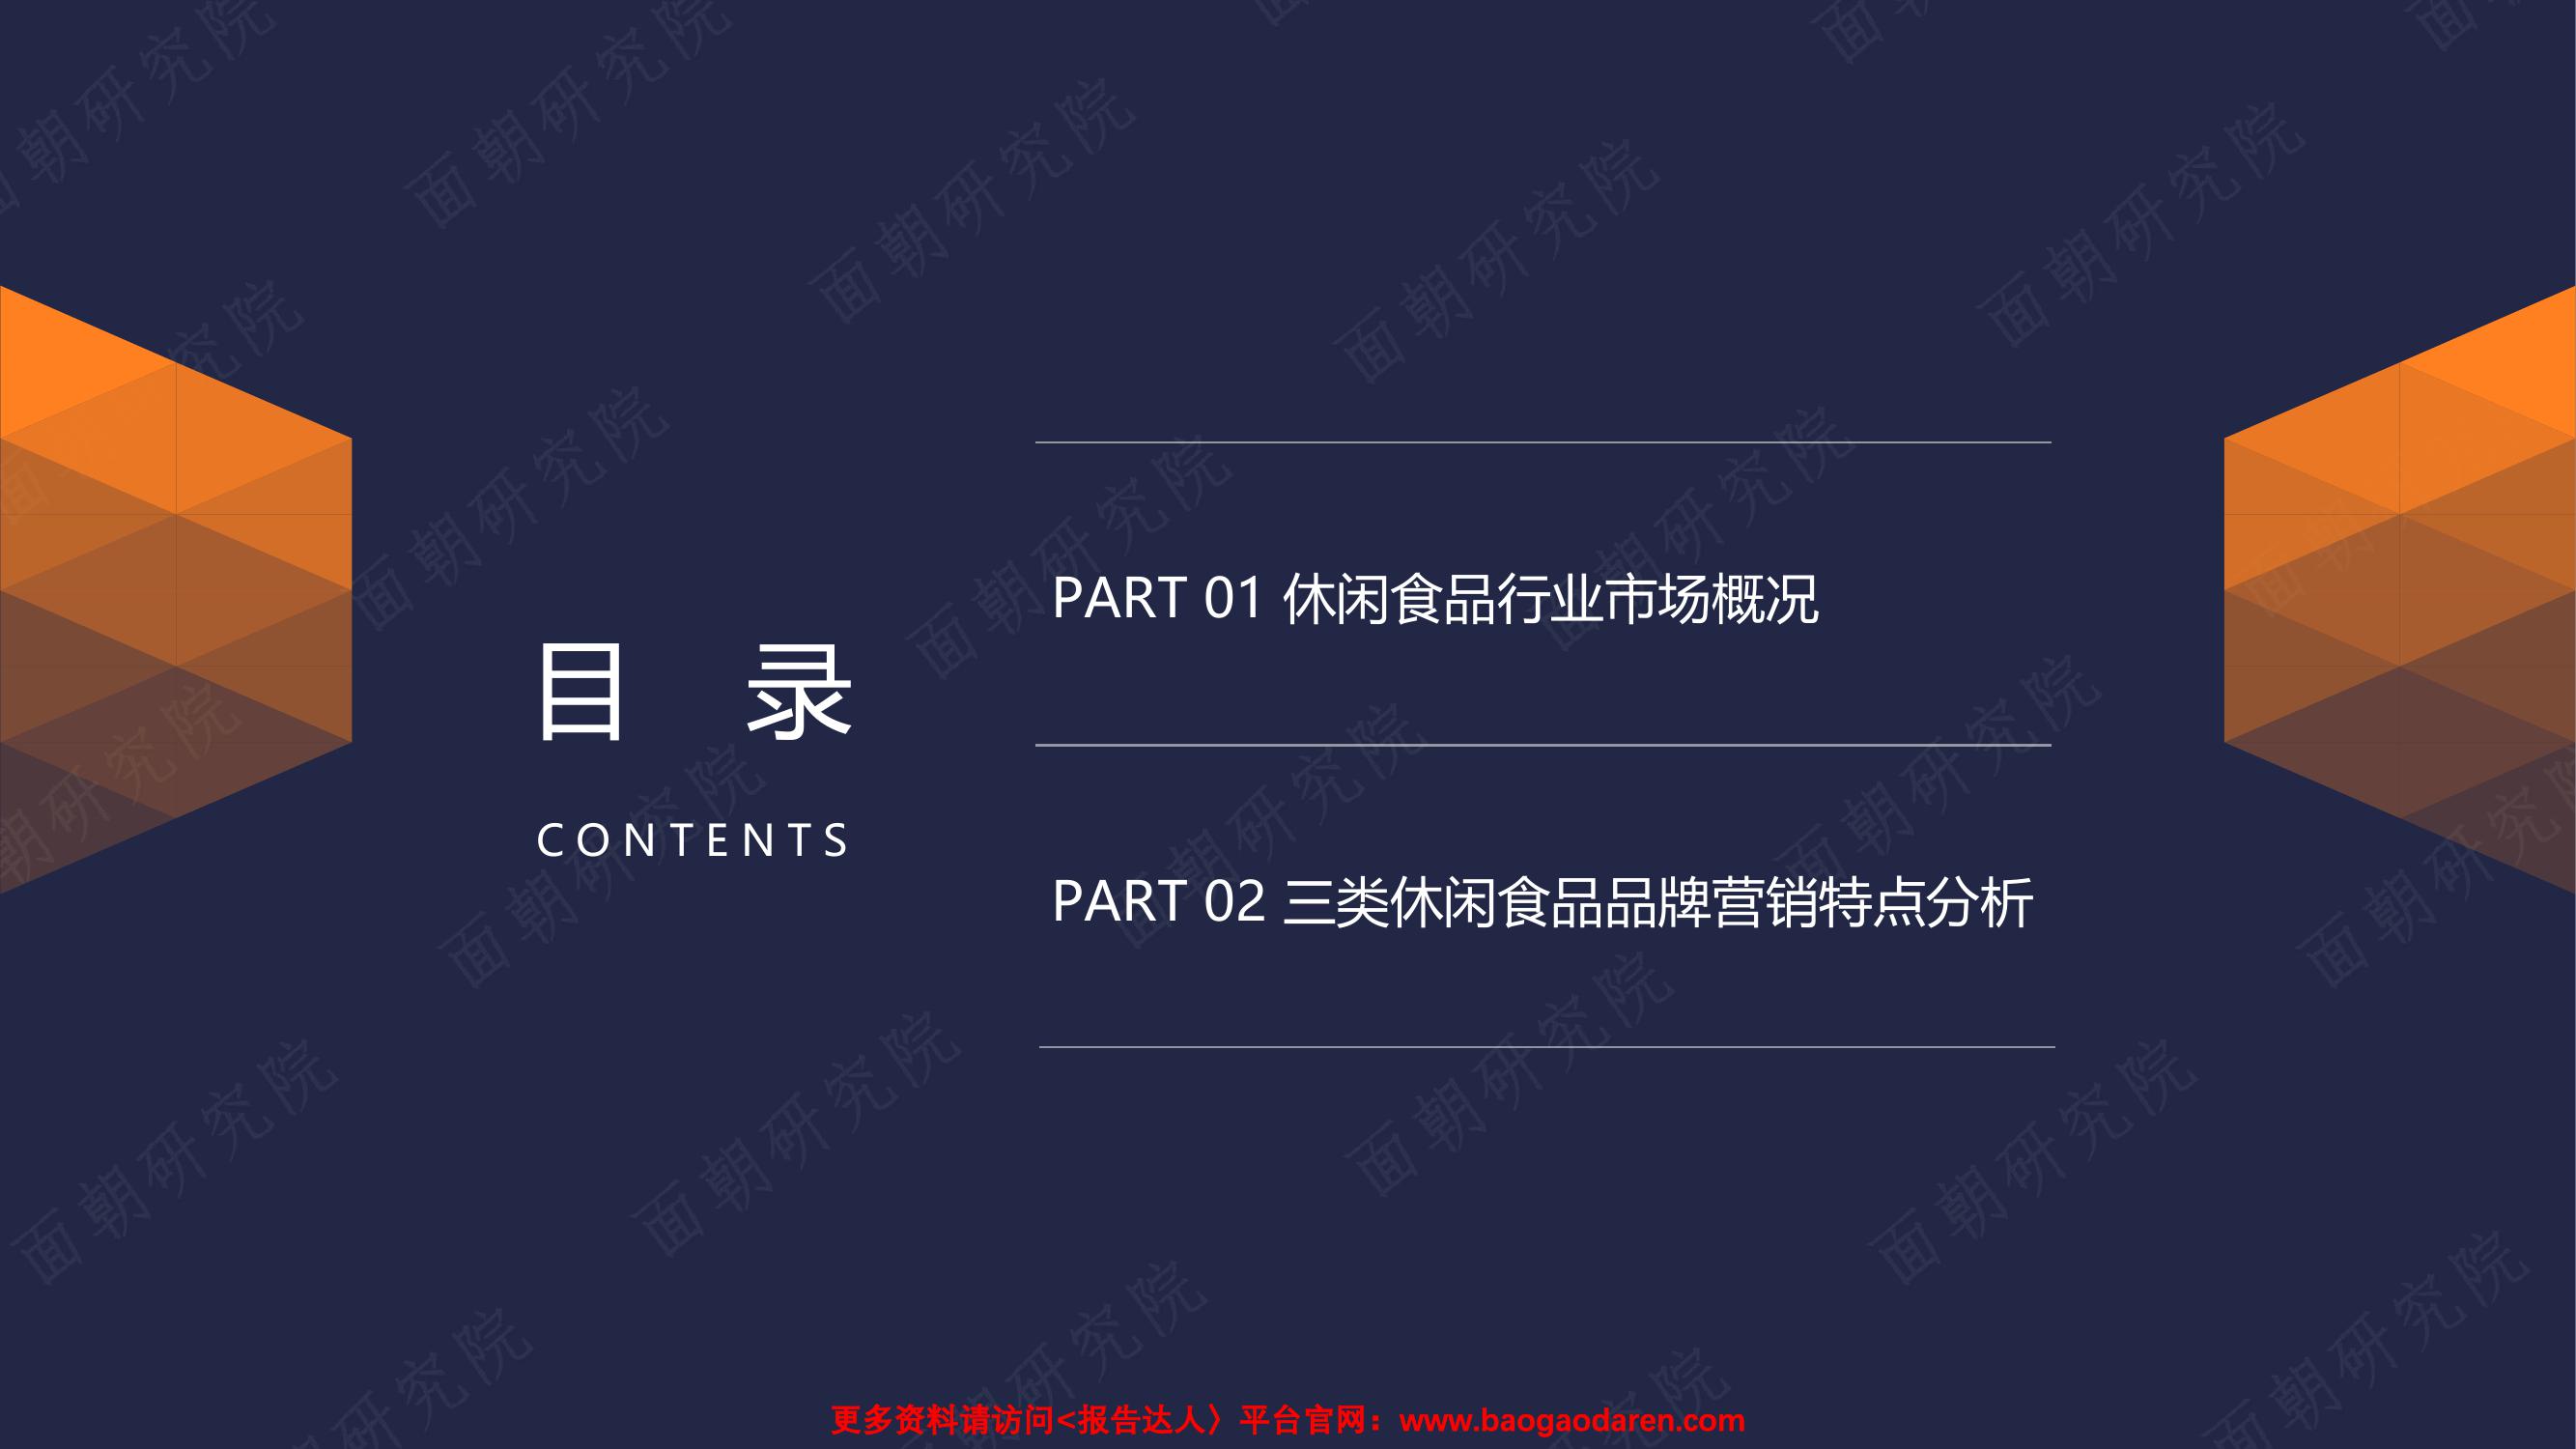 目 录
CONTENTS
PART 01 休闲食品行业市场概况
PART 02 三类休闲食品品牌营销特点分析
更多资料请访问<报告达人〉平台官网：www.baogaodaren.com
面朝研究院